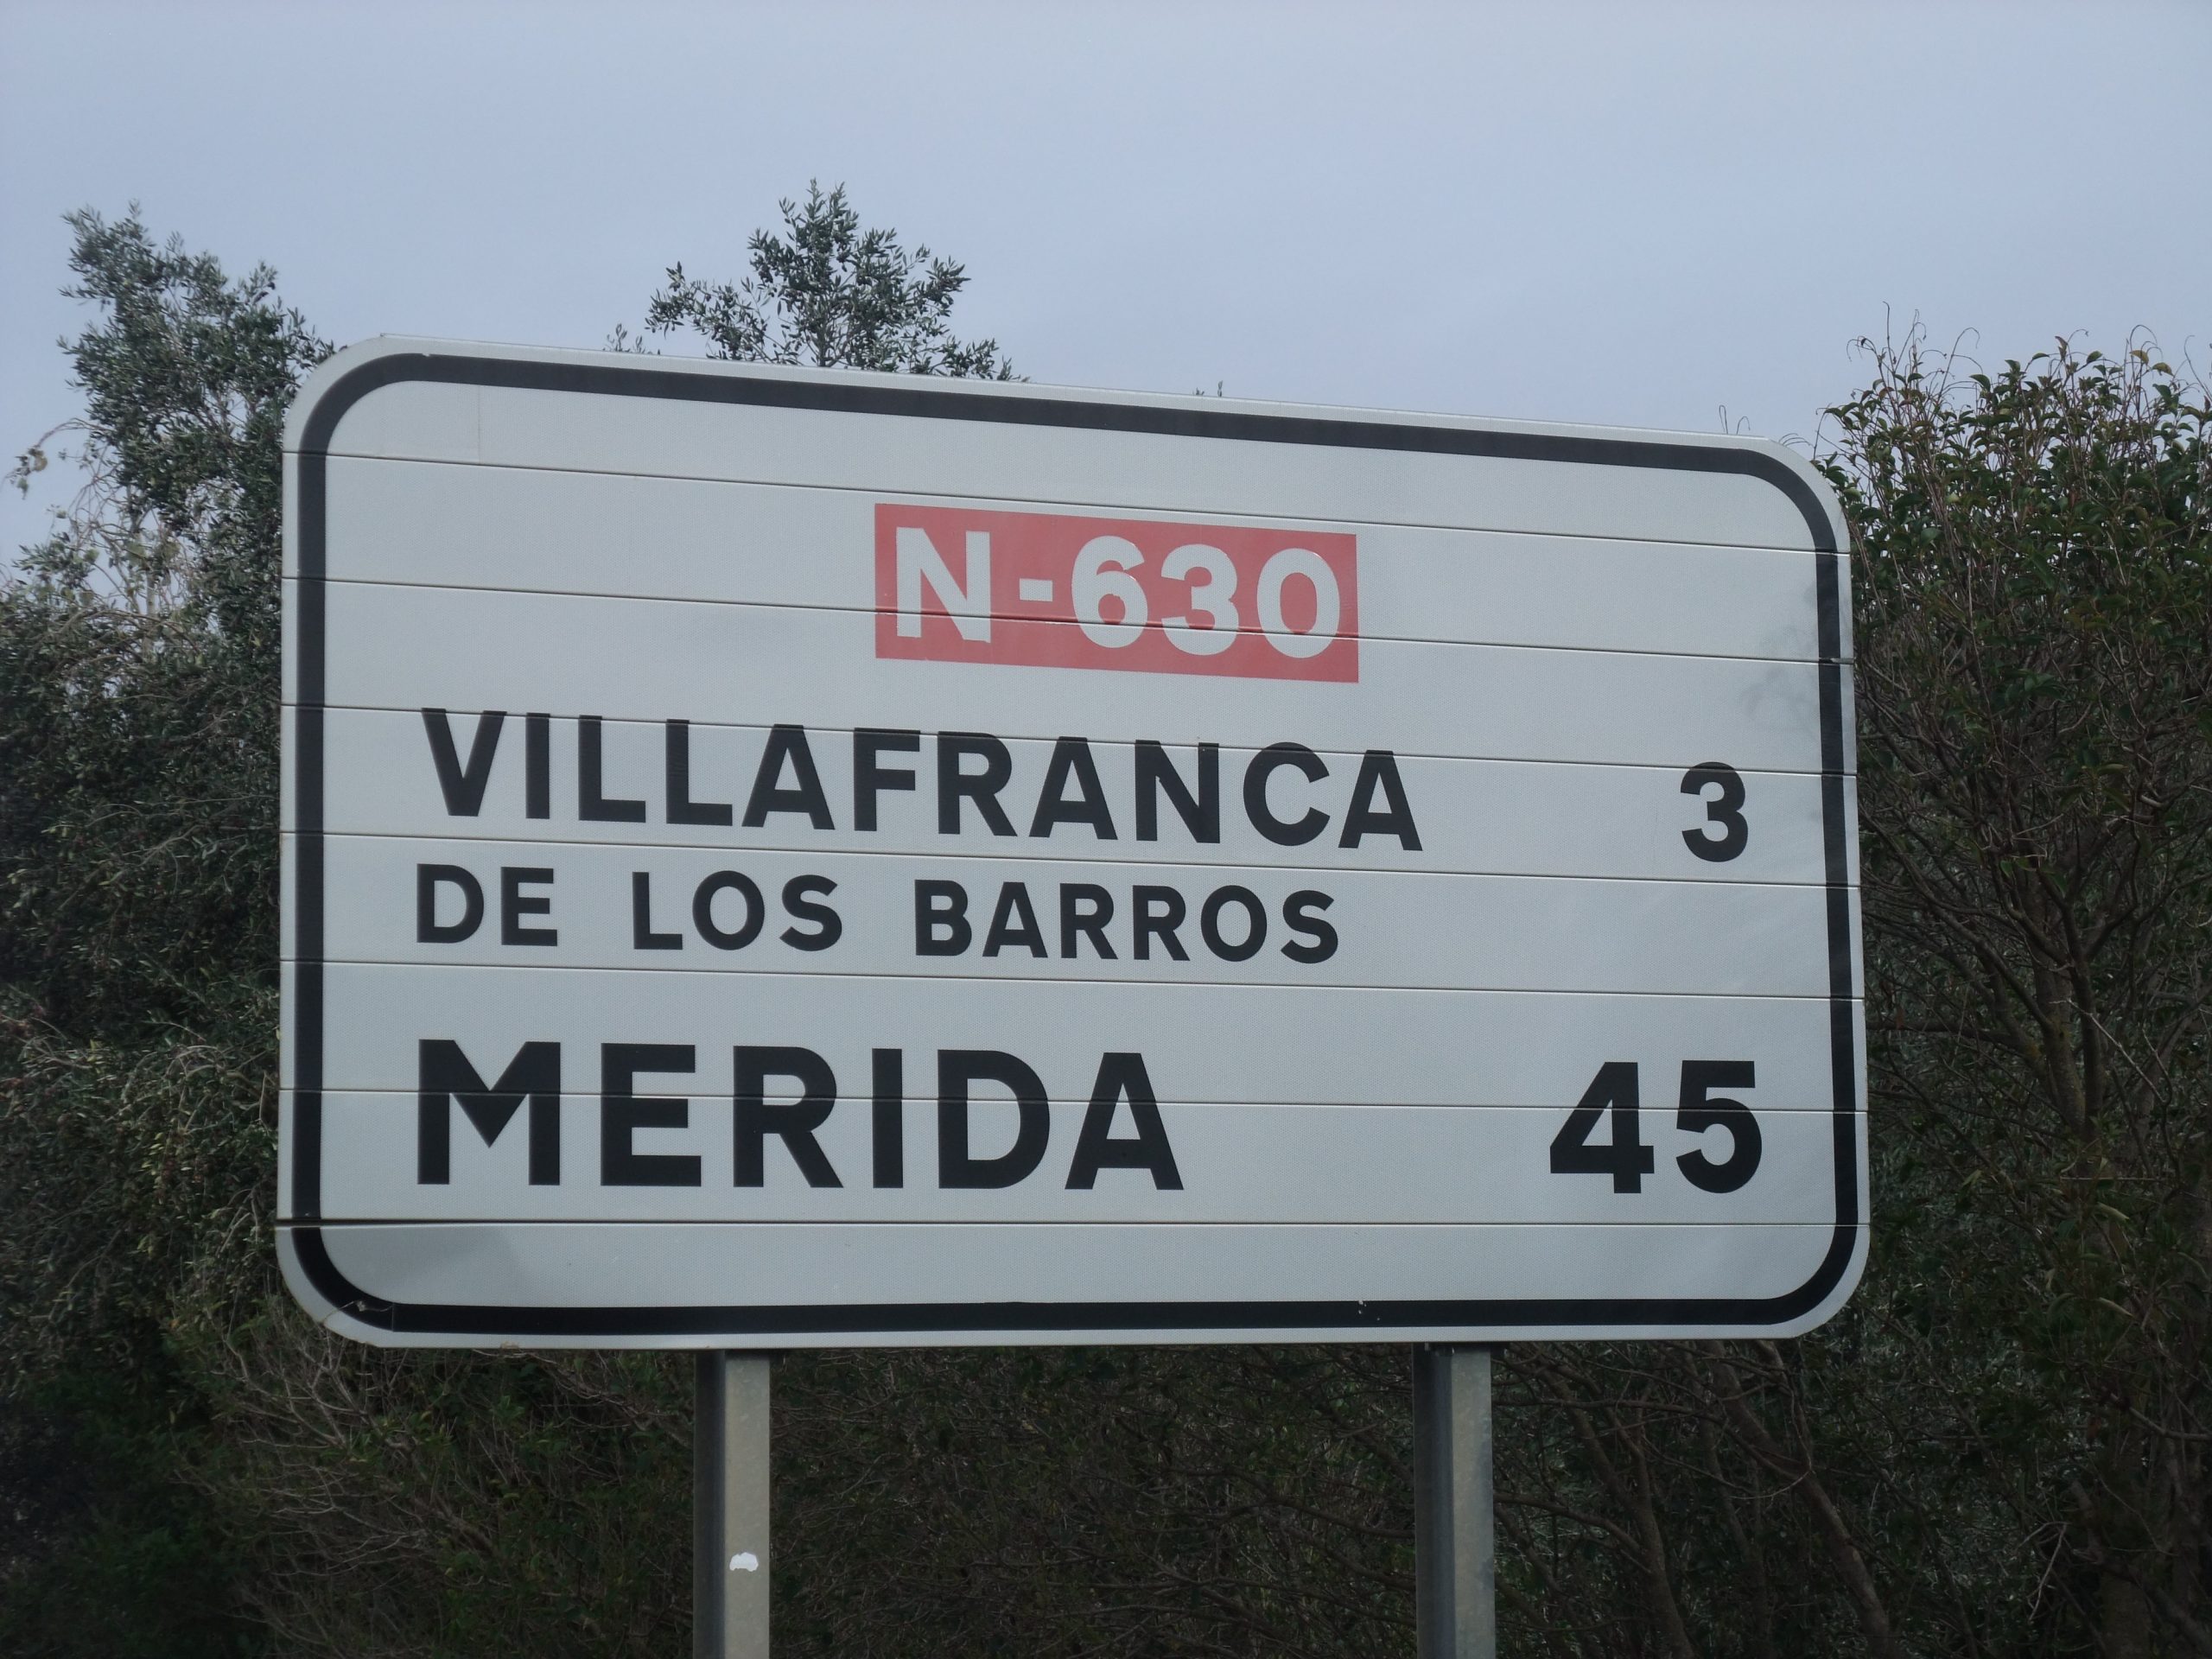 N-630
VILLAFRANCA 3
DE LOS BARROS
MERIDA 45